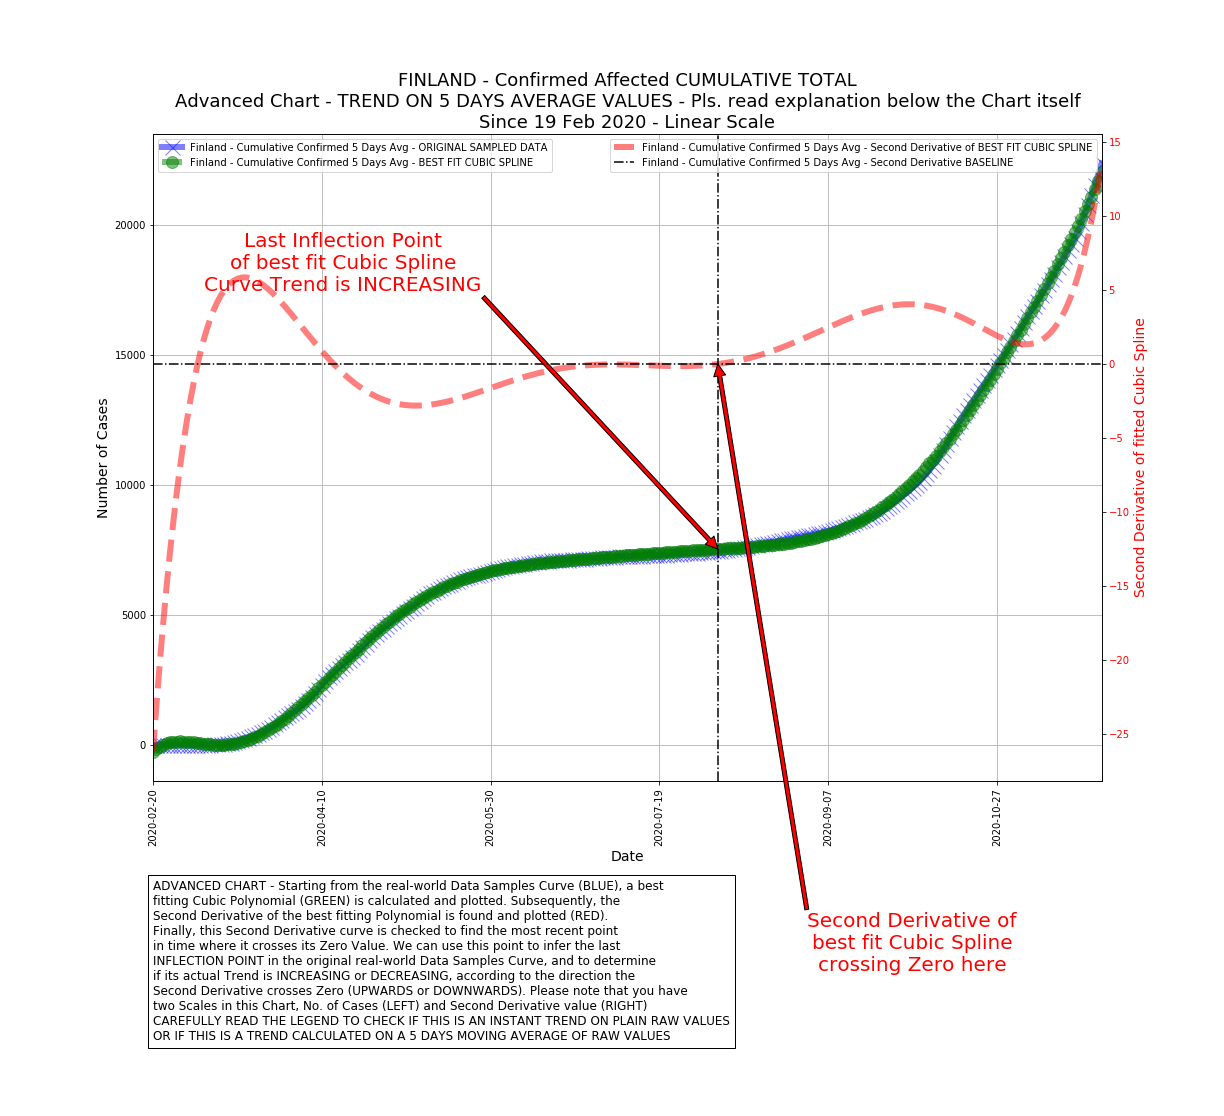 FINLAND - Confirmed Affected CUMULATIVE TOTAL
Advanced Chart - TREND ON 5 DAYS AVERAGE VALUES - Pls. read explanation below the Chart itself
Since 19 Feb 2020 - Linear Scale
Finland - Cumulative Confirmed 5 Days Avg - ORIGINAL SAMPLED DATA
Finland - Cumulative Confirmed 5 Days Avg - BEST FIT CUBIC SPLINE
Finland - Cumulative Confirmed 5 Days Avg - Second Derivative of BEST FIT CUBIC SPLINE
Finland - Cumulative Confirmed 5 Days Avg - Second Derivative BASELINE
Last Inflection Point
of best fit Cubic Spline
Curve Trend is INCREASING
Number of Cases
20000
15000
10000
5000
0
15
10
5
0
−5
−10
−15
−20
−25
Second Derivative of fitted Cubic Spline
2020-02-20
2020-04-10
2020-05-30
2020-07-19
2020-09-07
2020-10-27
Date
ADVANCED CHART - Starting from the real-world Data Samples Curve (BLUE), a best
fitting Cubic Polynomial (GREEN) is calculated and plotted. Subsequently, the
Second Derivative of the best fitting Polynomial is found and plotted (RED).
Finally, this Second Derivative curve is checked to find the most recent point
in time where it crosses its Zero Value. We can use this point to infer the last
INFLECTION POINT in the original real-world Data Samples Curve, and to determine
if its actual Trend is INCREASING or DECREASING, according to the direction the
Second Derivative crosses Zero (UPWARDS or DOWNWARDS). Please note that you have
two Scales in this Chart, No. of Cases (LEFT) and Second Derivative value (RIGHT)
CAREFULLY READ THE LEGEND TO CHECK IF THIS IS AN INSTANT TREND ON PLAIN RAW VALUES
OR IF THIS IS A TREND CALCULATED ON A 5 DAYS MOVING AVERAGE OF RAW VALUES
Second Derivative of
best fit Cubic Spline
crossing Zero here